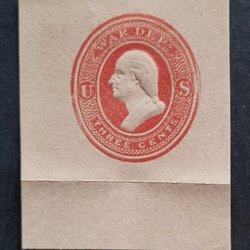 WAR DEPT.
U S
THREE CENTS